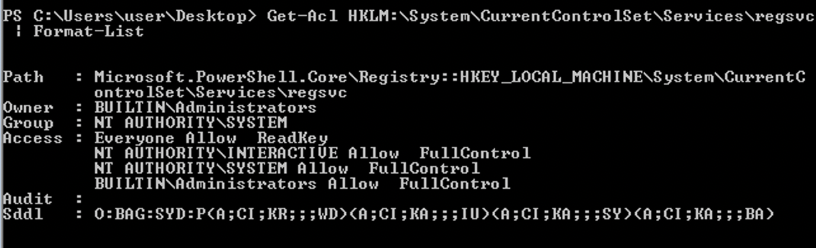 PS C:\Users\user\Desktop> Get-Acl HKLM:\System\CurrentControlSet\Services\regsvc
 | Format-List
Path   : Microsoft.PowerShell.Core\Registry::HKEY_LOCAL_MACHINE\System\CurrentC
         ontrolSet\Services\regsvc
Owner  : BUILTIN\Administrators
Group  : NT AUTHORITY\SYSTEM
Access : Everyone Allow  ReadKey
         NT AUTHORITY\INTERACTIVE Allow  FullControl
         NT AUTHORITY\SYSTEM Allow  FullControl
         BUILTIN\Administrators Allow  FullControl
Audit  :
Sddl   : O:BAG:SYD:P(A;CI;KR;;;WD)(A;CI;KA;;;IU)(A;CI;KA;;;SY)(A;CI;KA;;;BA)